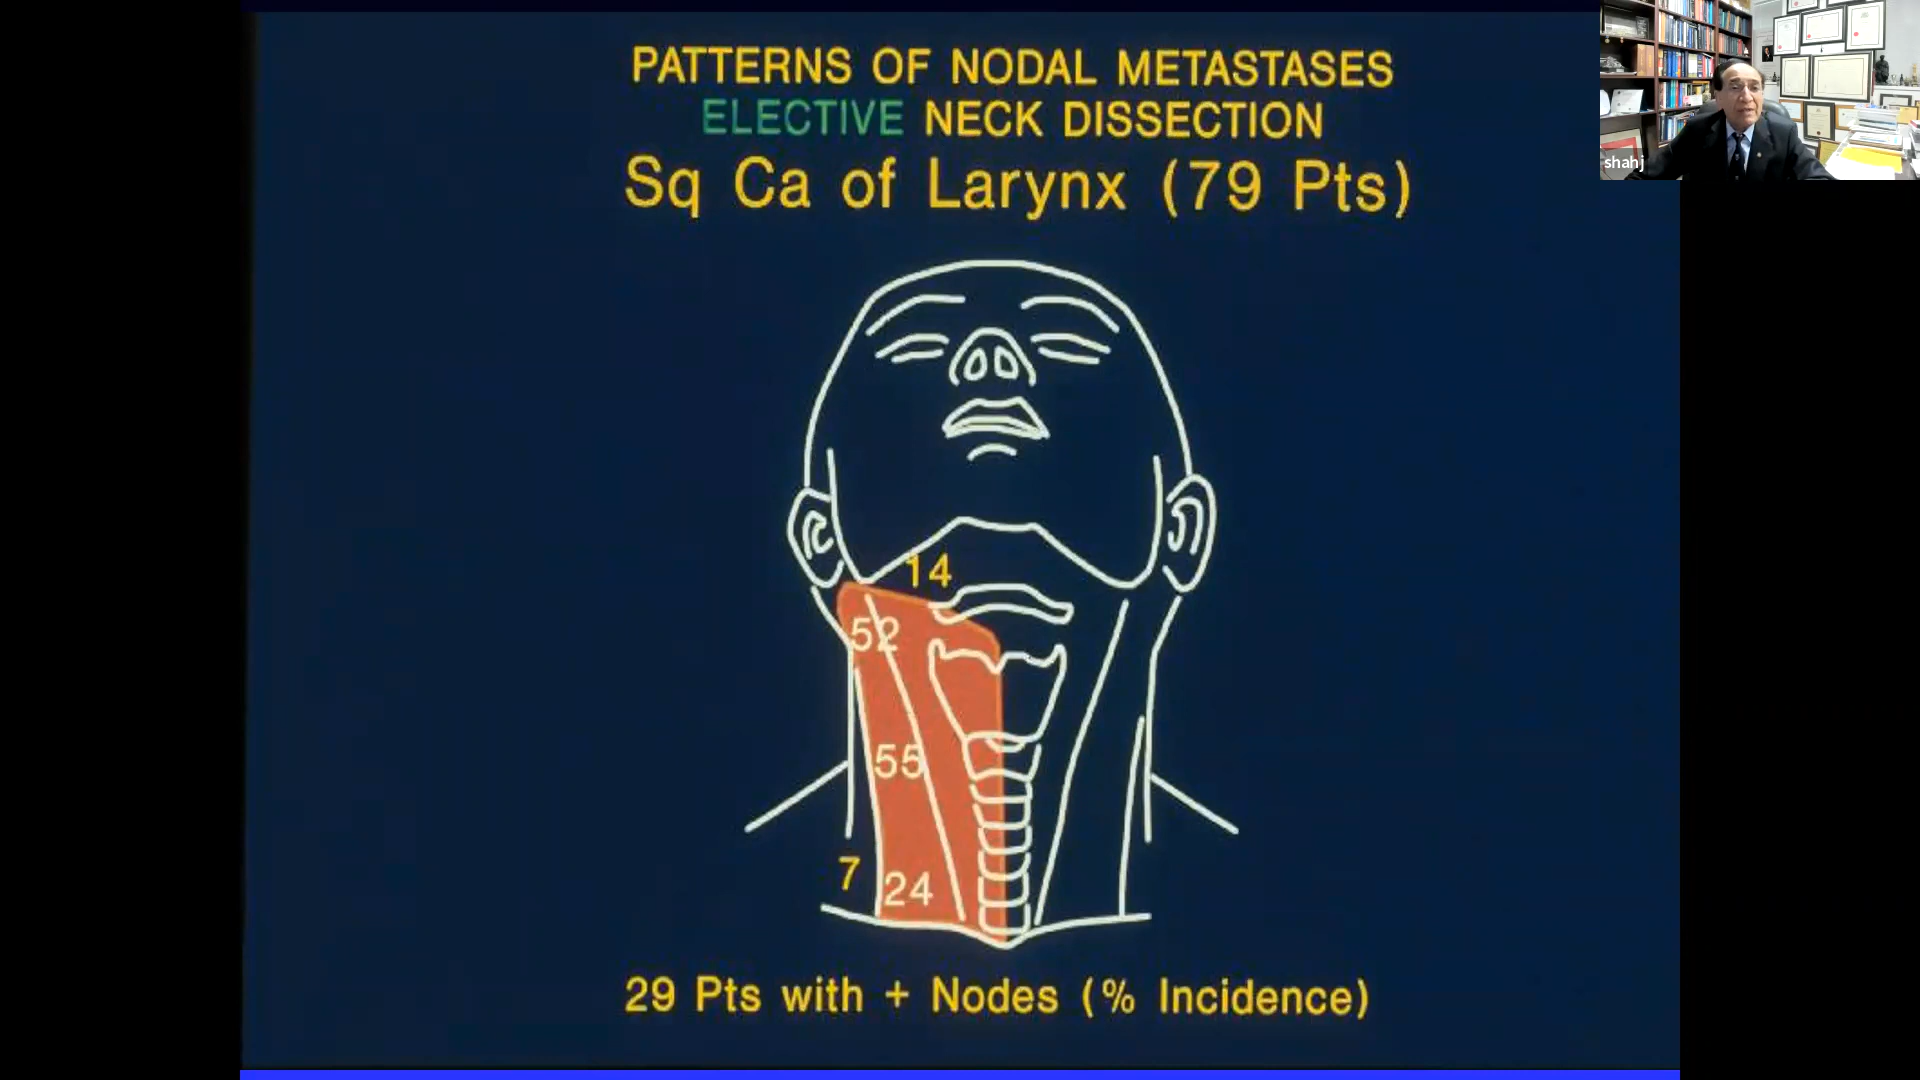 PATTERNS OF NODAL METASTASES
ELECTIVE NECK DISSECTION
Sq Ca of Larynx (79 Pts)
shahj
14
52
55
7
24
29 Pts with + Nodes (% Incidence)